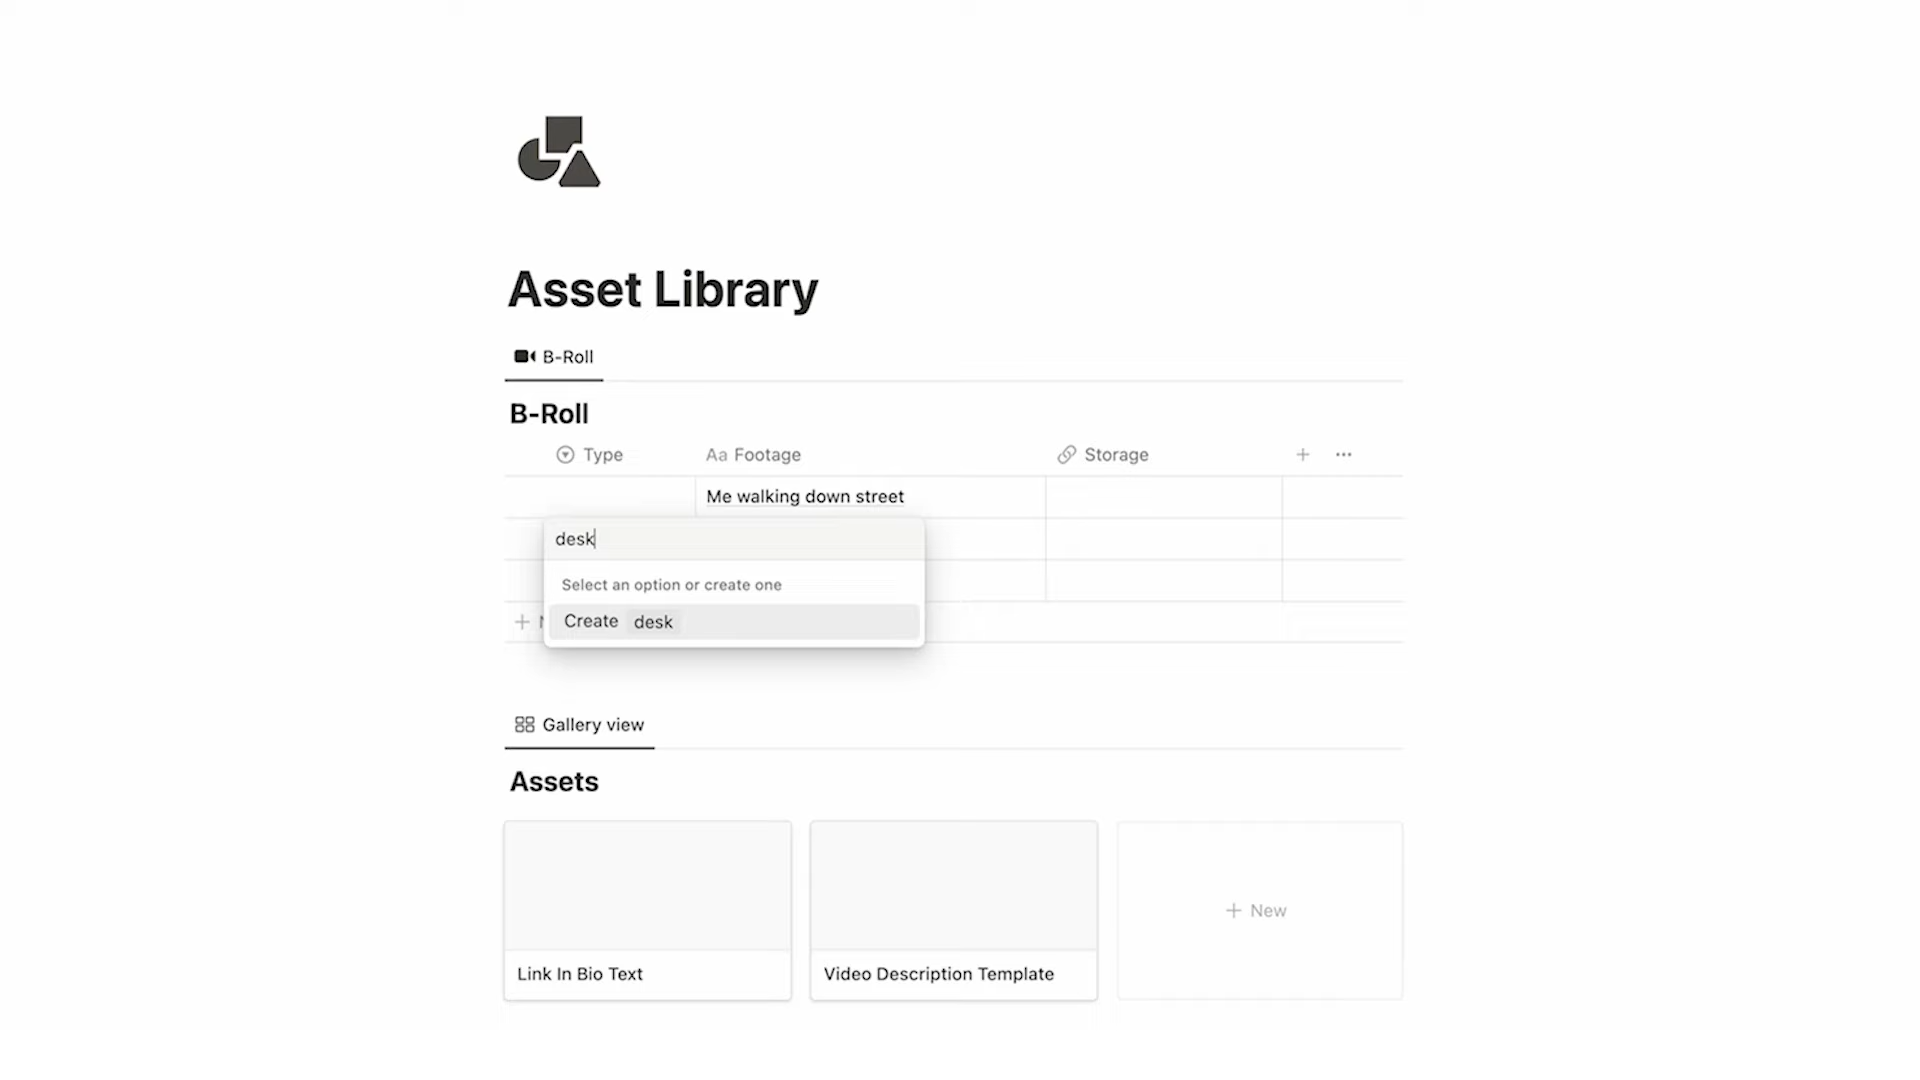 Asset Library
B-Roll
B-Roll
Type
Aa Footage
Storage
Me walking down street
desk
Select an option or create one
Create desk
Gallery view
Assets
+ New
Link In Bio Text
Video Description Template